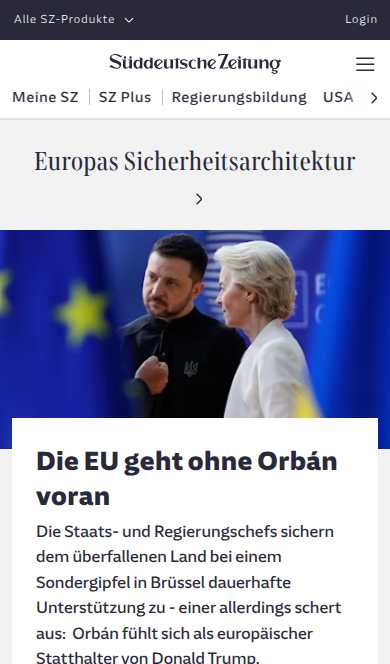 Alle SZ-Produkte
Login
Süddeutsche Zeitung
Meine SZ
SZ Plus
Regierungsbildung
USA
Europas Sicherheitsarchitektur
Die EU geht ohne Orbán
voran
Die Staats- und Regierungschefs sichern
dem überfallenen Land bei einem
Sondergipfel in Brüssel dauerhafte
Unterstützung zu - einer allerdings schert
aus: Orbán fühlt sich als europäischer
Statthalter von Donald Trump.